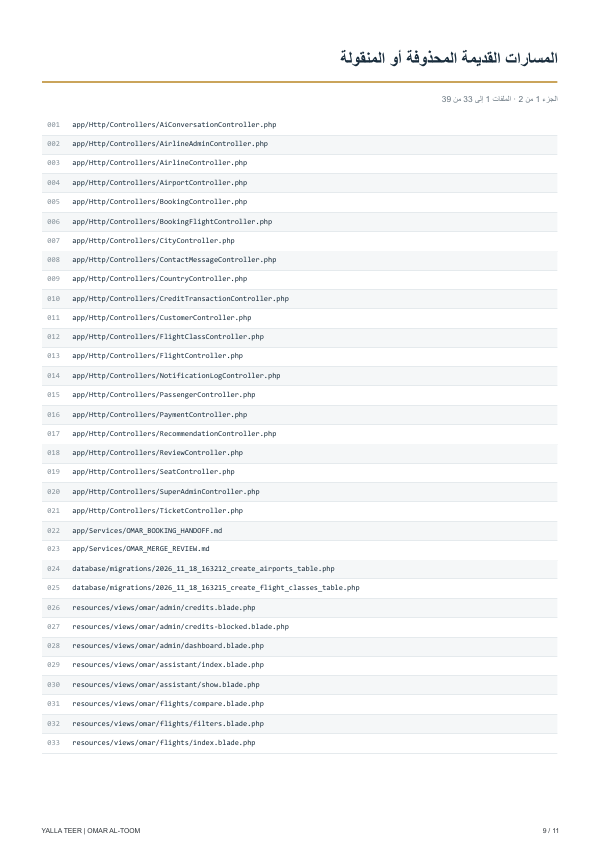 المسارات القديمة المحذوفة أو المنقولة
الجزء 1 من 2 · الملفات 1 إلى 33 من 39
001 app/Http/Controllers/AiConversationController.php
002 app/Http/Controllers/AirlineAdminController.php
003 app/Http/Controllers/AirlineController.php
004 app/Http/Controllers/AirportController.php
005 app/Http/Controllers/BookingController.php
006 app/Http/Controllers/BookingFlightController.php
007 app/Http/Controllers/CityController.php
008 app/Http/Controllers/ContactMessageController.php
009 app/Http/Controllers/CountryController.php
010 app/Http/Controllers/CreditTransactionController.php
011 app/Http/Controllers/CustomerController.php
012 app/Http/Controllers/FlightClassController.php
013 app/Http/Controllers/FlightController.php
014 app/Http/Controllers/NotificationLogController.php
015 app/Http/Controllers/PassengerController.php
016 app/Http/Controllers/PaymentController.php
017 app/Http/Controllers/RecommendationController.php
018 app/Http/Controllers/ReviewController.php
019 app/Http/Controllers/SeatController.php
020 app/Http/Controllers/SuperAdminController.php
021 app/Http/Controllers/TicketController.php
022 app/Services/OMAR_BOOKING_HANDOFF.md
023 app/Services/OMAR_MERGE_REVIEW.md
024 database/migrations/2026_11_18_163212_create_airports_table.php
025 database/migrations/2026_11_18_163215_create_flight_classes_table.php
026 resources/views/omar/admin/credits.blade.php
027 resources/views/omar/admin/credits-blocked.blade.php
028 resources/views/omar/admin/dashboard.blade.php
029 resources/views/omar/assistant/index.blade.php
030 resources/views/omar/assistant/show.blade.php
031 resources/views/omar/flights/compare.blade.php
032 resources/views/omar/flights/filters.blade.php
033 resources/views/omar/flights/index.blade.php
YALLA TEER | OMAR AL-TOOM
9 / 11